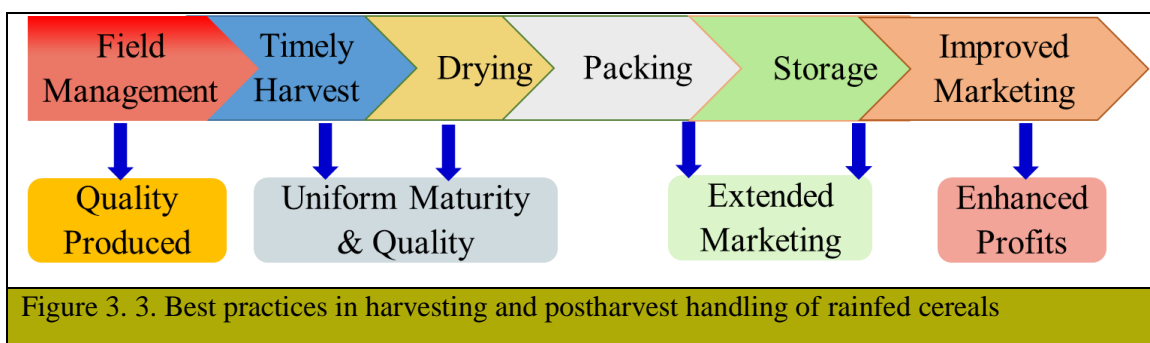 Field
Management
Timely
Harvest
Drying
Packing
Storage
Improved
Marketing
Quality
Produced
Uniform Maturity
& Quality
Extended
Marketing
Enhanced
Profits
Figure 3. 3. Best practices in harvesting and postharvest handling of rainfed cereals